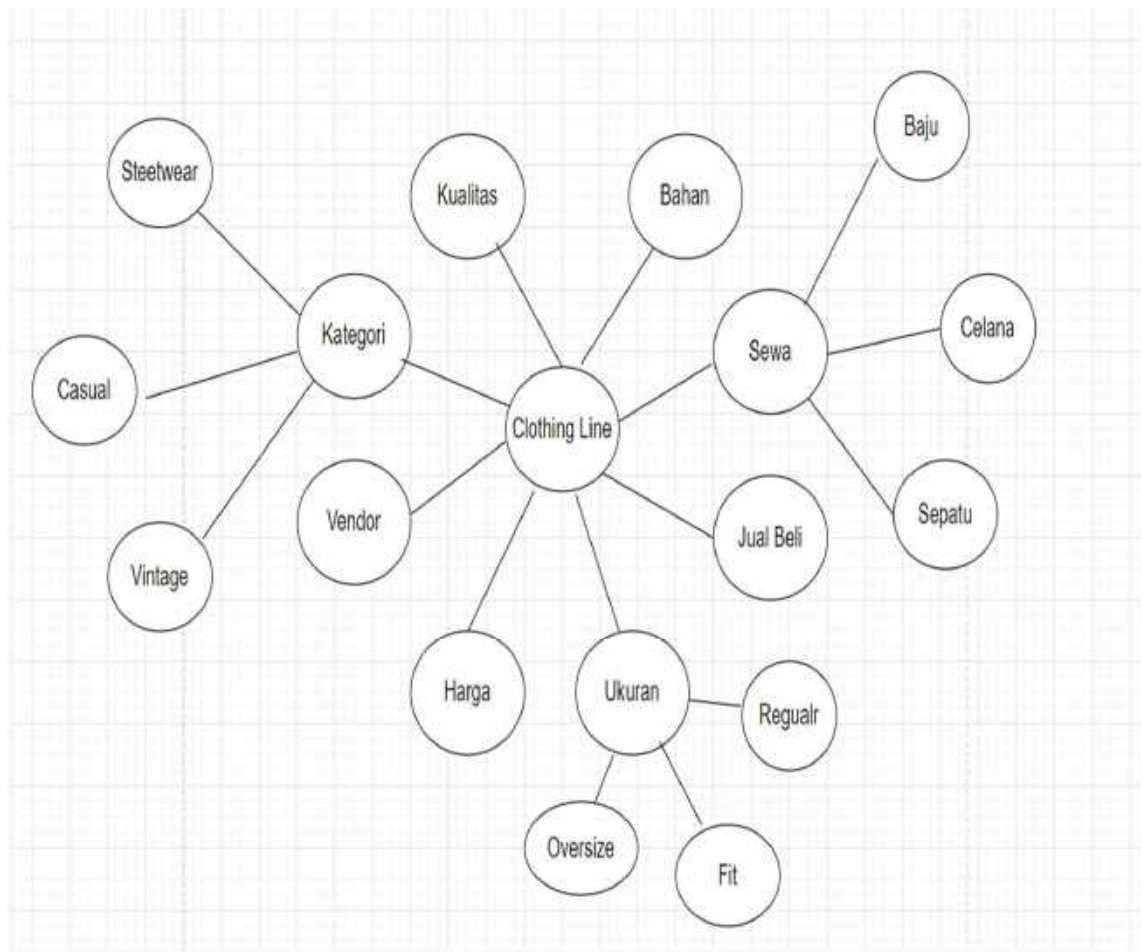 Baju
Steetwear
Kualitas
Bahan
Kategori
Celana
Sewa
Casual
Clothing Line
Vendor
Sepatu
Jual Beli
Vintage
Harga
Ukuran
Regualr
Oversize
Fit